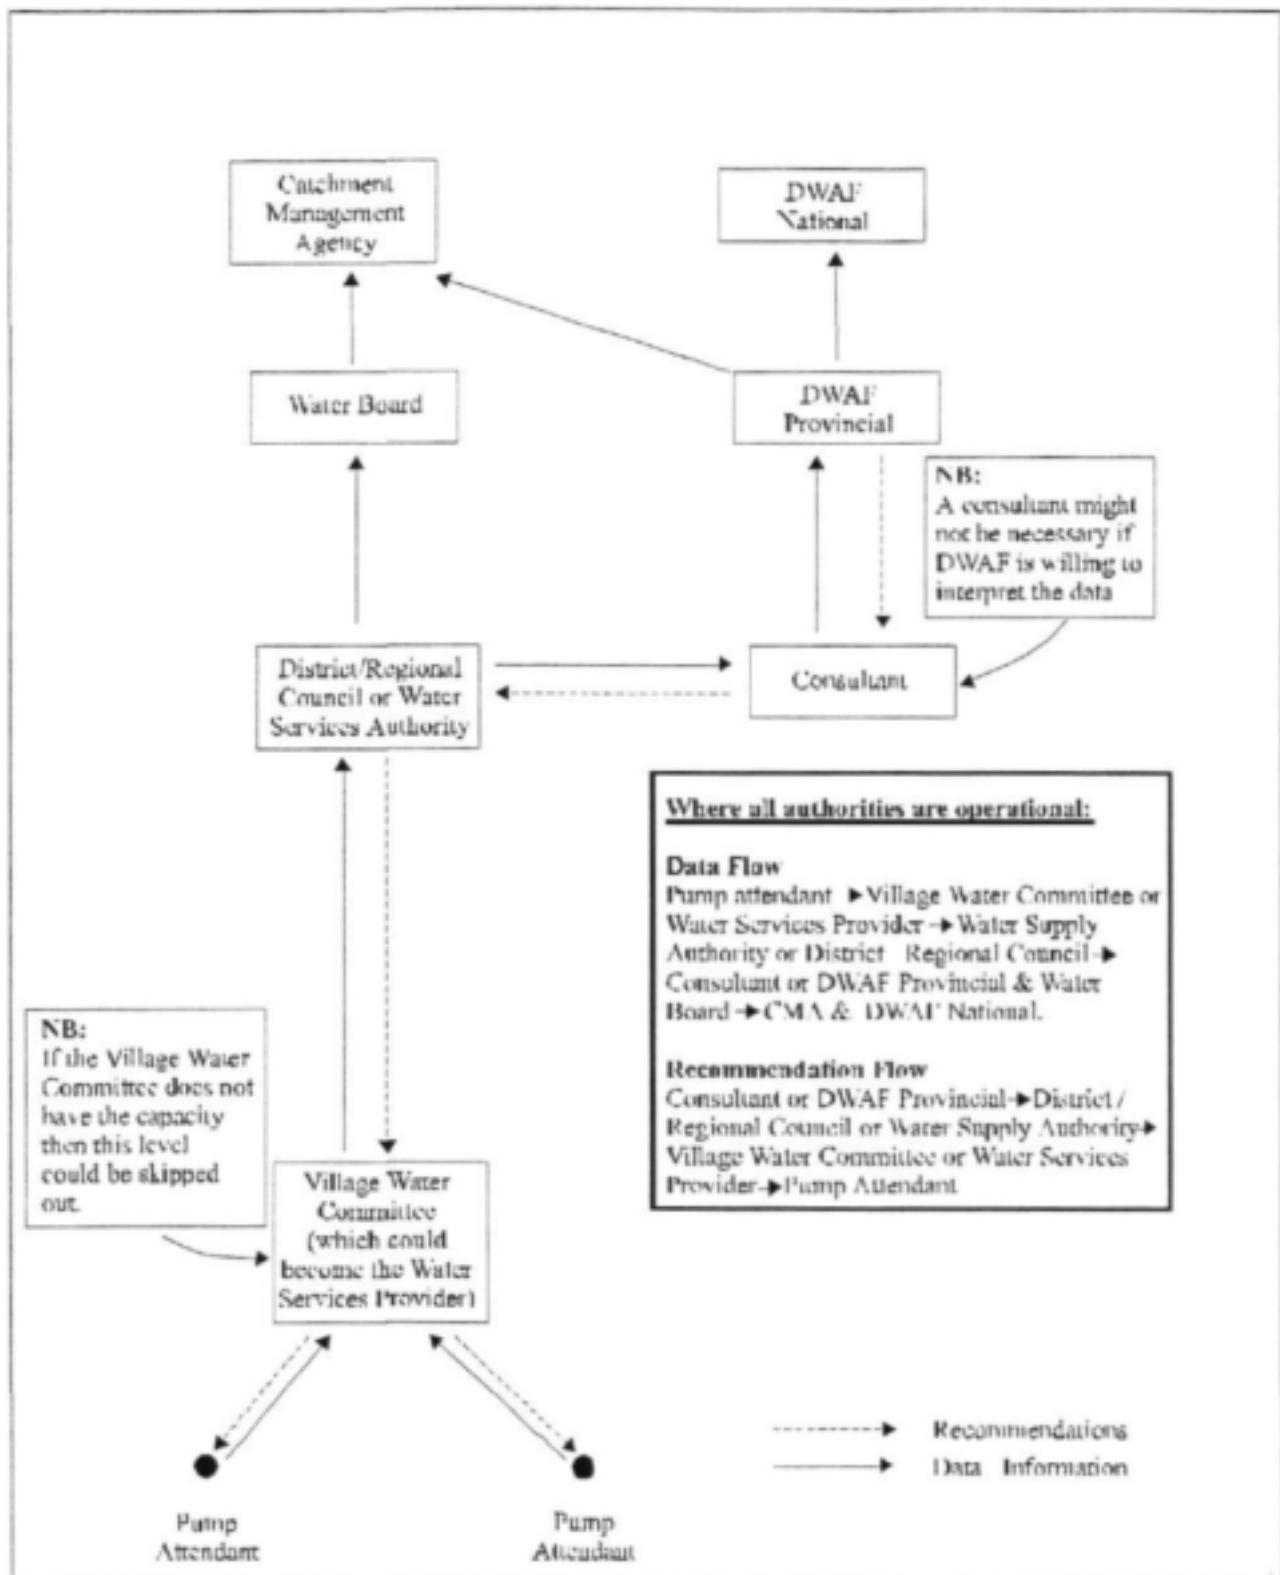 Catchment
Management
Agency
DWAF
National
Water Board
DWAF
Provincial
NB:
A consultant might
not be necessary if
DWAF is willing to
interpret the data
District/Regional
Council or Water
Services Authority
Consultant
Where all authorities are operational:
Data Flow
Pump attendant ➔ Village Water Committee or
Water Services Provider ➔ Water Supply
Authority or District Regional Council ➔
Consultant or DWAF Provincial & Water
Board ➔ CMA & DWAF National.
Recommendation Flow
Consultant or DWAF Provincial ➔ District /
Regional Council or Water Supply Authority ➔
Village Water Committee or Water Services
Provider ➔ Pump Attendant
NB:
If the Village Water
Committee does not
have the capacity
then this level
could be skipped
out.
Village Water
Committee
(which could
become the Water
Services Provider)
Recommendations
Data Information
Pump
Attendant
Pump
Attendant